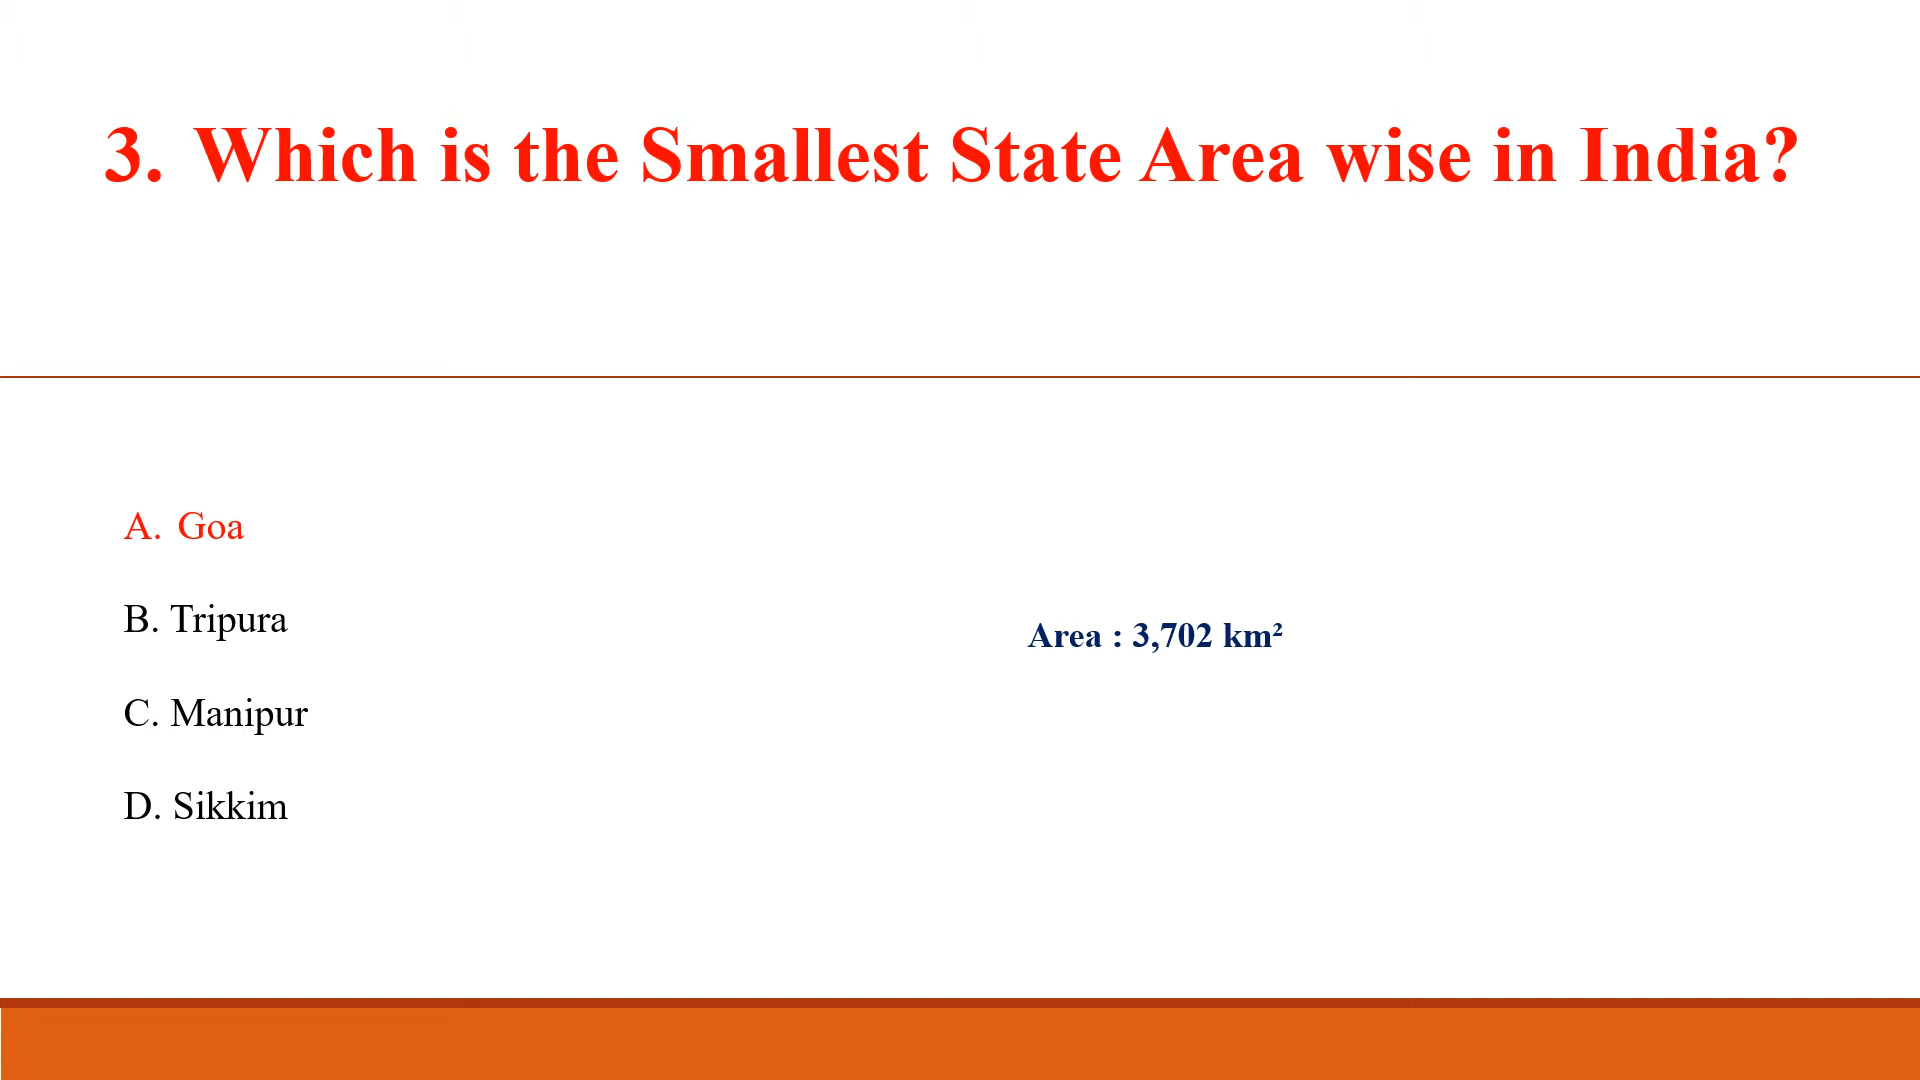 3. Which is the Smallest State Area wise in India?
A. Goa
B. Tripura
C. Manipur
D. Sikkim
Area : 3,702 km²